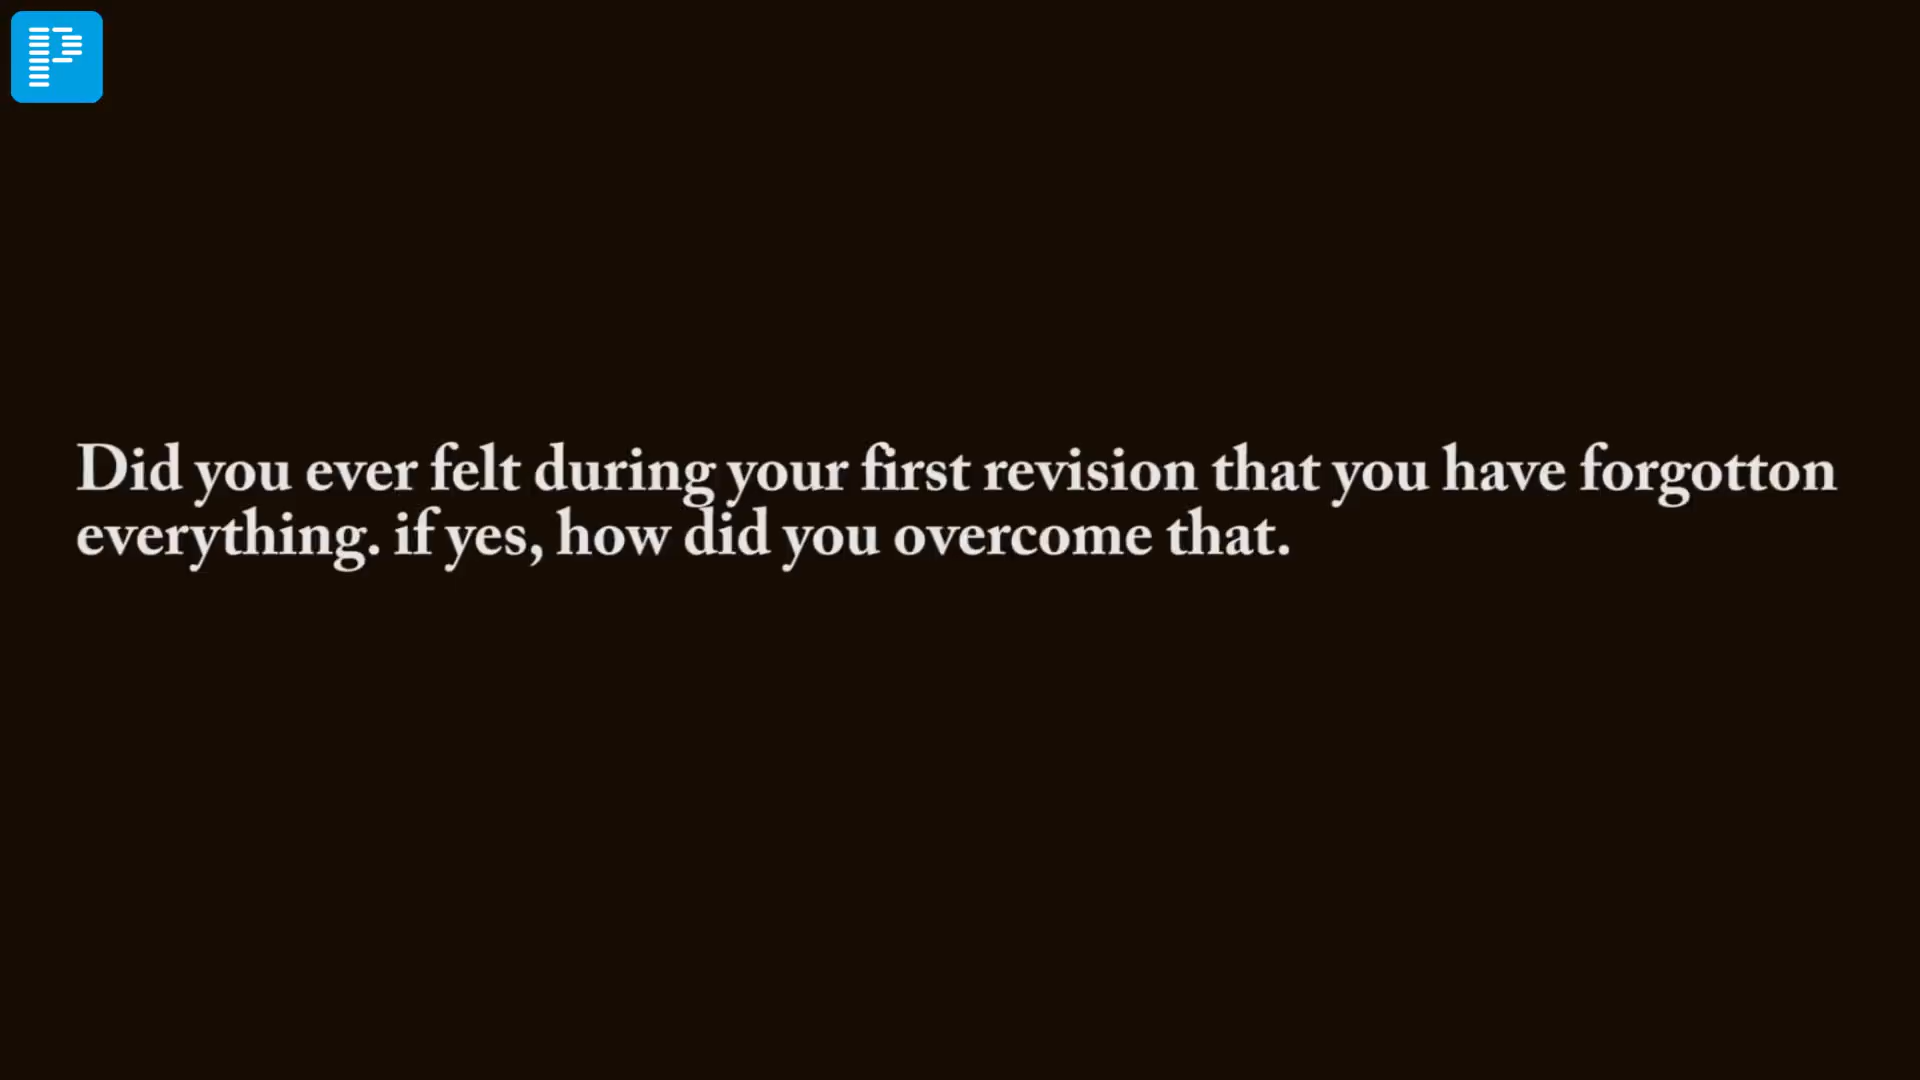 Did you ever felt during your first revision that you have forgotton
everything. if yes, how did you overcome that.